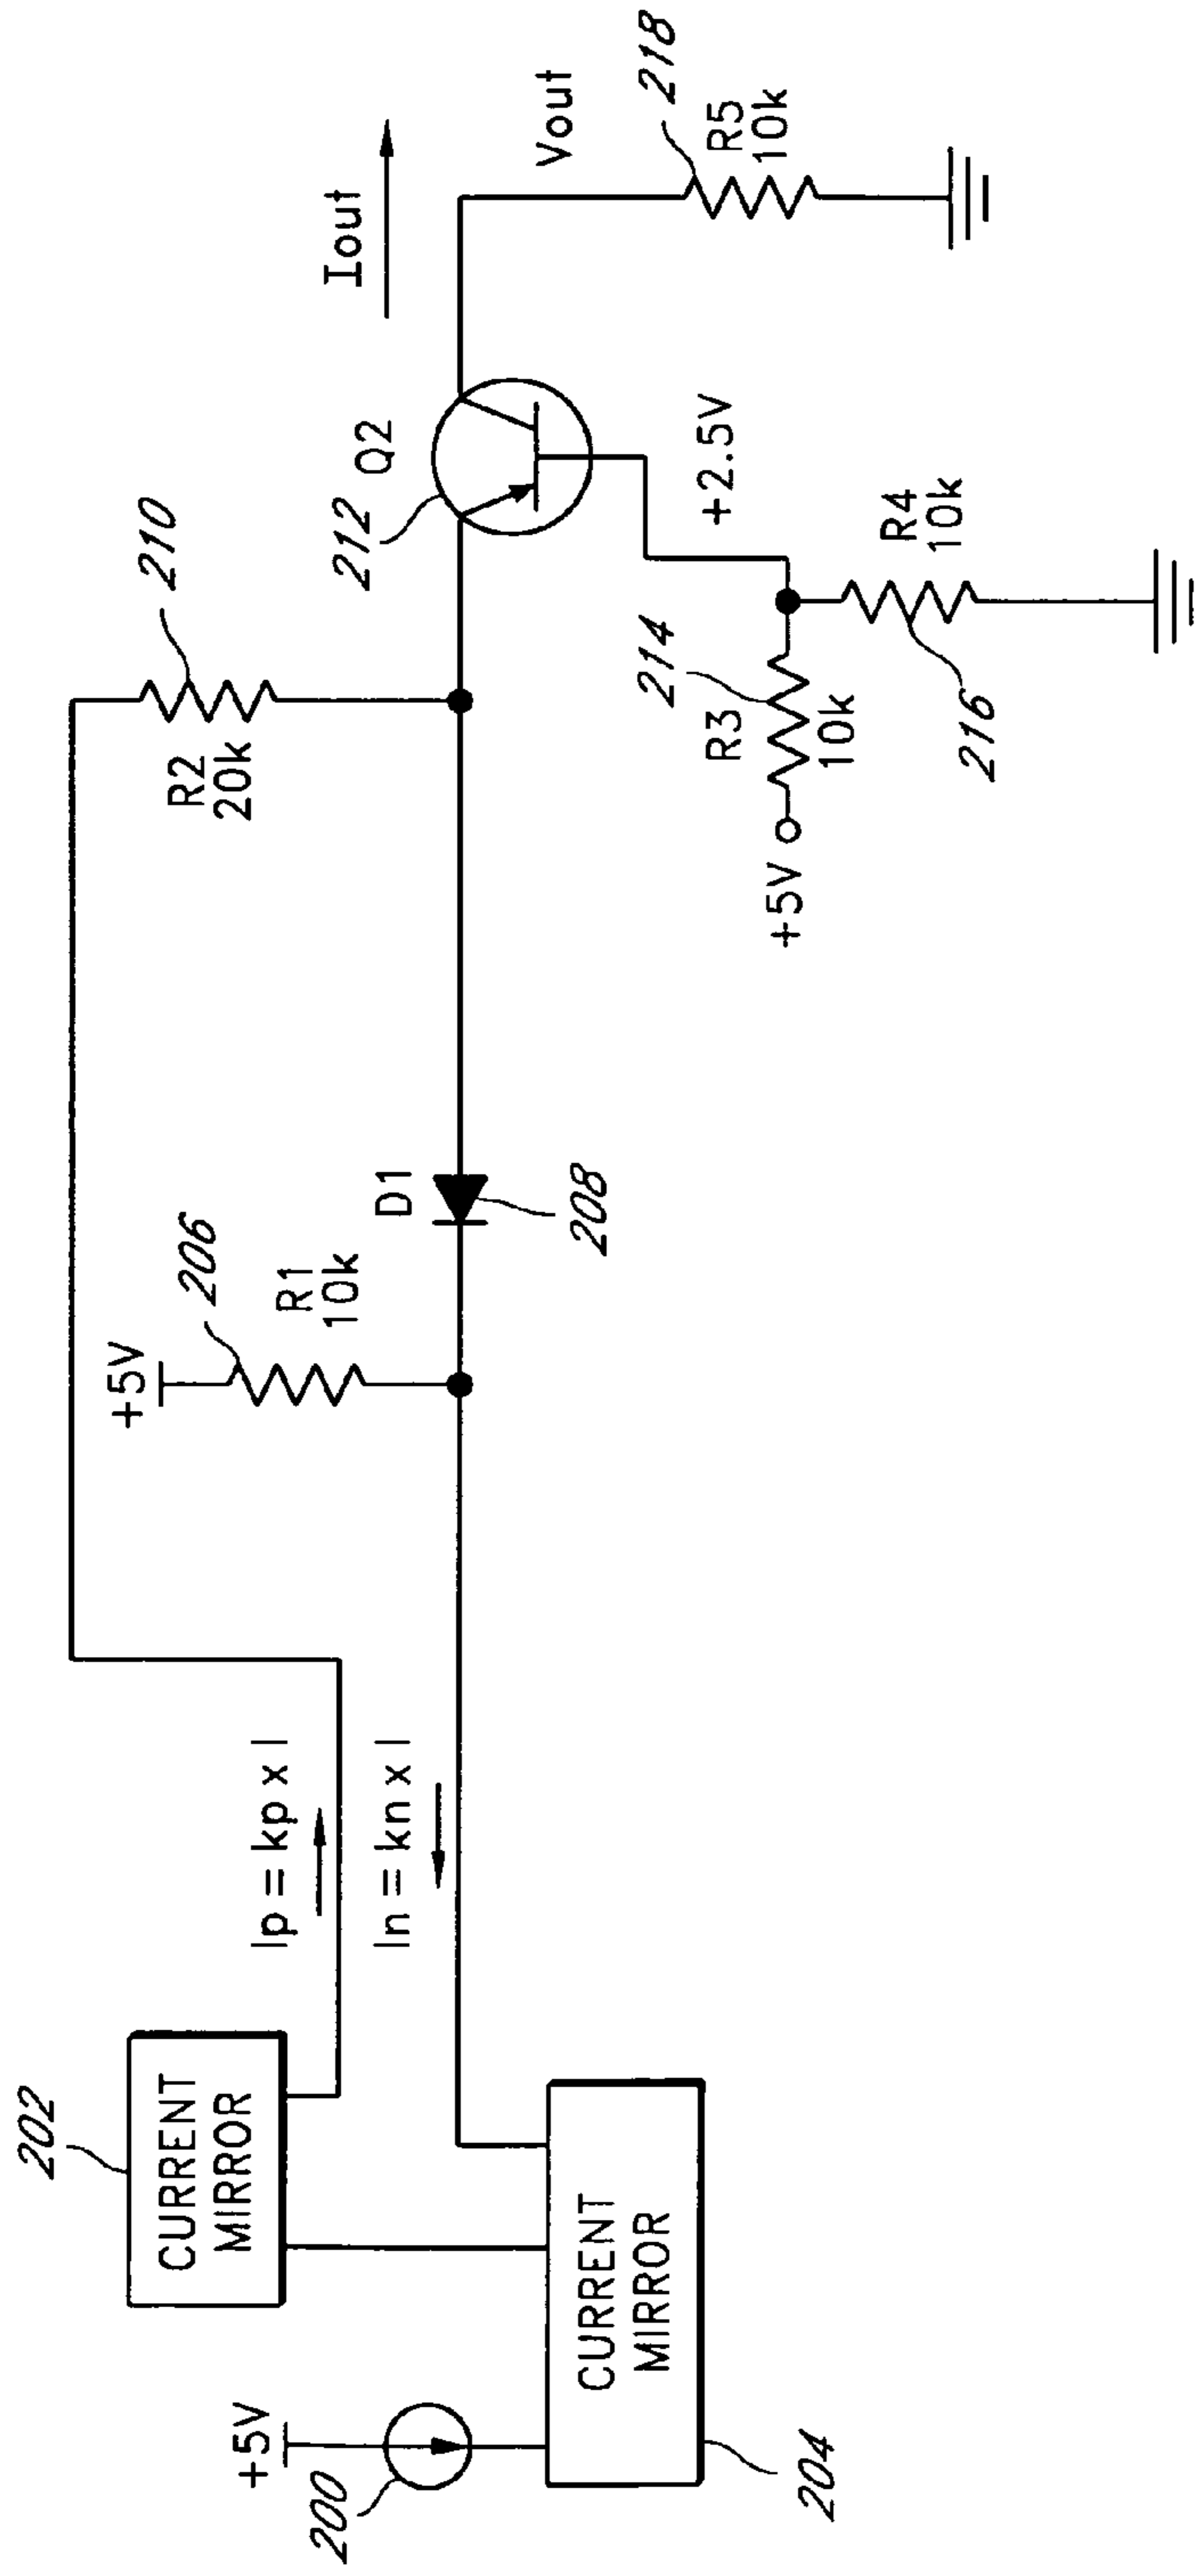 202
CURRENT
MIRROR
+5V
200
CURRENT
MIRROR
204
Ip = kp x I
In = kn x I
+5V
206
R1
10k
D1
208
R2
20k
210
212
Q2
Iout
Vout
218
R5
10k
+2.5V
214
R3
10k
+5V
R4
10k
216